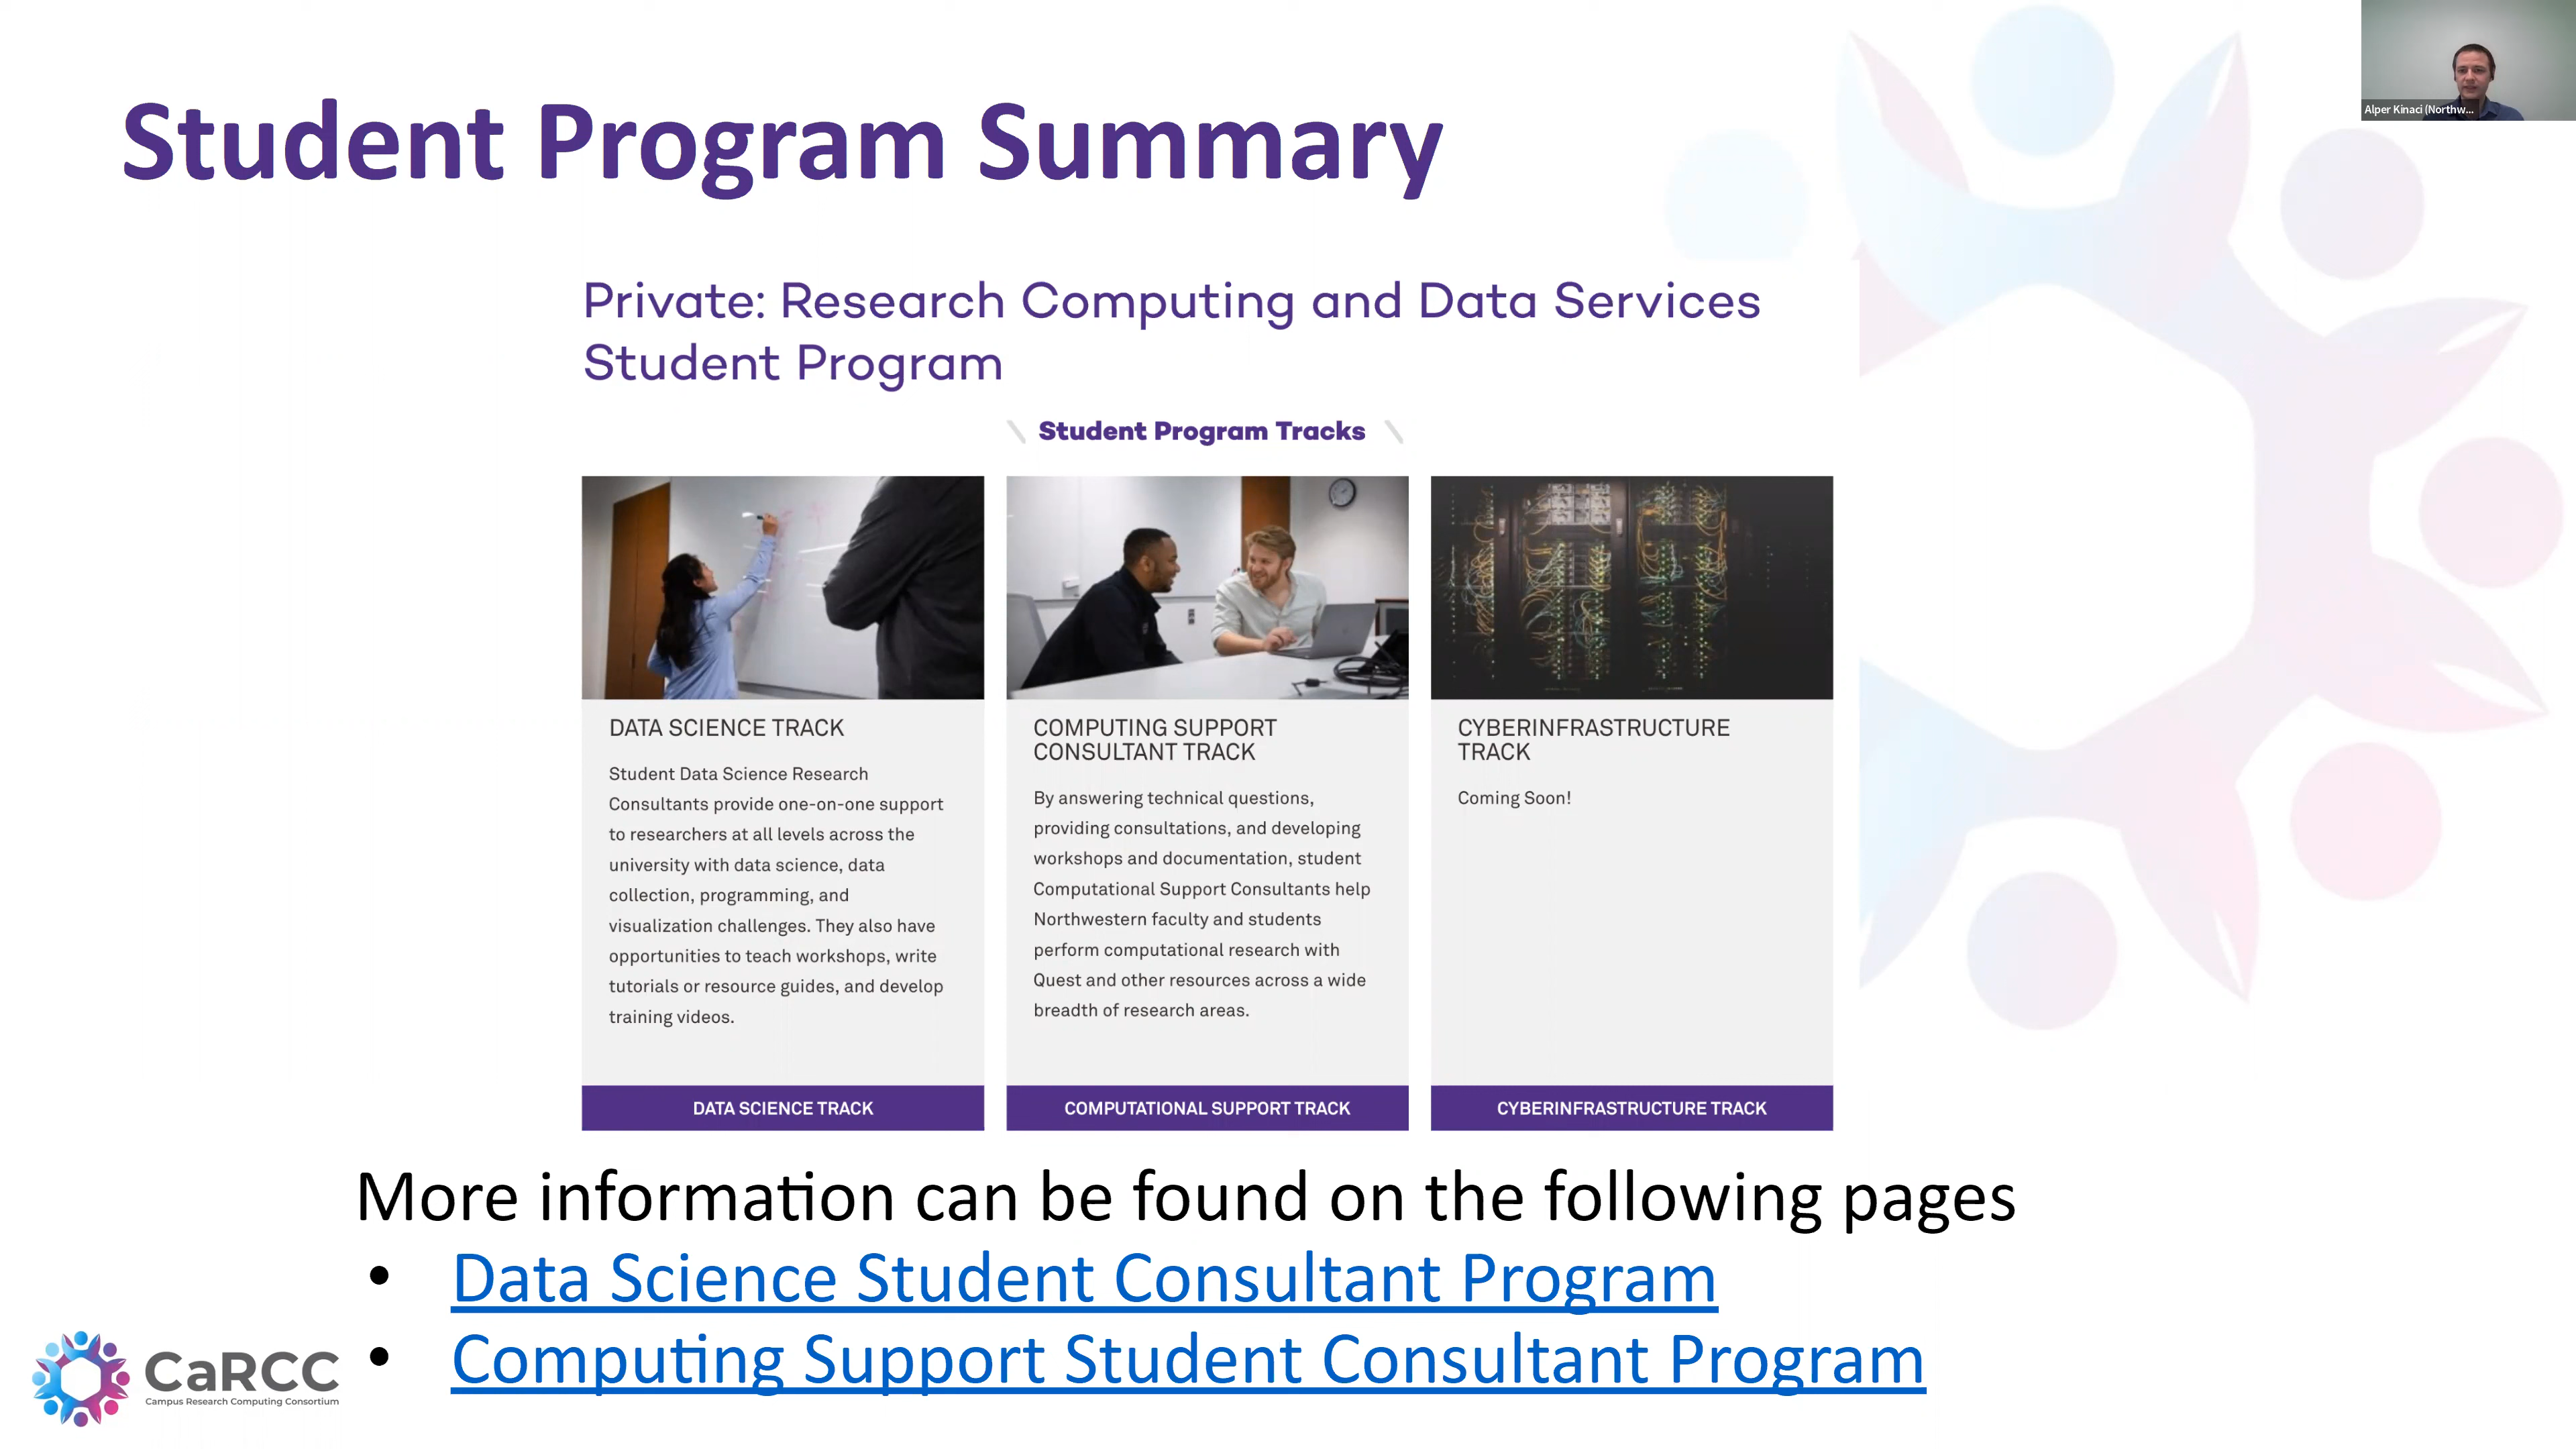 Student Program Summary
Alper Kinaci (Northw...
Private: Research Computing and Data Services
Student Program
Student Program Tracks
DATA SCIENCE TRACK
Student Data Science Research
Consultants provide one-on-one support
to researchers at all levels across the
university with data science, data
collection, programming, and
visualization challenges. They also have
opportunities to teach workshops, write
tutorials or resource guides, and develop
training videos.
DATA SCIENCE TRACK
COMPUTING SUPPORT
CONSULTANT TRACK
By answering technical questions,
providing consultations, and developing
workshops and documentation, student
Computational Support Consultants help
Northwestern faculty and students
perform computational research with
Quest and other resources across a wide
breadth of research areas.
COMPUTATIONAL SUPPORT TRACK
CYBERINFRASTRUCTURE
TRACK
Coming Soon!
CYBERINFRASTRUCTURE TRACK
More information can be found on the following pages
• Data Science Student Consultant Program
• Computing Support Student Consultant Program
CaRCC
Campus Research Computing Consortium